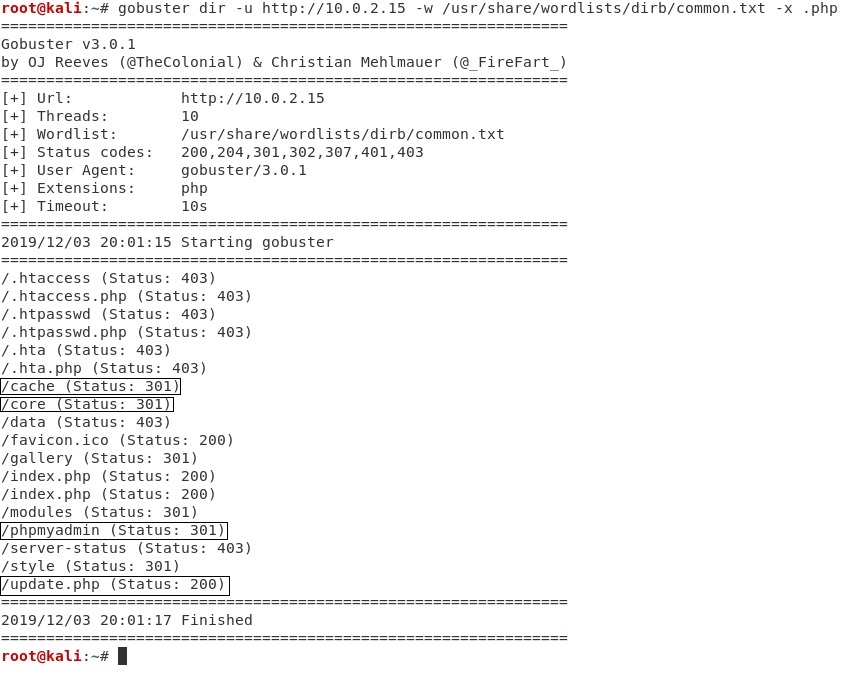 root@kali:~# gobuster dir -u http://10.0.2.15 -w /usr/share/wordlists/dirb/common.txt -x .php
===============================================================
Gobuster v3.0.1
by OJ Reeves (@TheColonial) & Christian Mehlmauer (@_FireFart_)
===============================================================
[+] Url:            http://10.0.2.15
[+] Threads:        10
[+] Wordlist:       /usr/share/wordlists/dirb/common.txt
[+] Status codes:   200,204,301,302,307,401,403
[+] User Agent:     gobuster/3.0.1
[+] Extensions:     php
[+] Timeout:        10s
===============================================================
2019/12/03 20:01:15 Starting gobuster
===============================================================
/.htaccess (Status: 403)
/.htaccess.php (Status: 403)
/.htpasswd (Status: 403)
/.htpasswd.php (Status: 403)
/.hta (Status: 403)
/.hta.php (Status: 403)
/cache (Status: 301)
/core (Status: 301)
/data (Status: 403)
/favicon.ico (Status: 200)
/gallery (Status: 301)
/index.php (Status: 200)
/index.php (Status: 200)
/modules (Status: 301)
/phpmyadmin (Status: 301)
/server-status (Status: 403)
/style (Status: 301)
/update.php (Status: 200)
===============================================================
2019/12/03 20:01:17 Finished
===============================================================
root@kali:~#